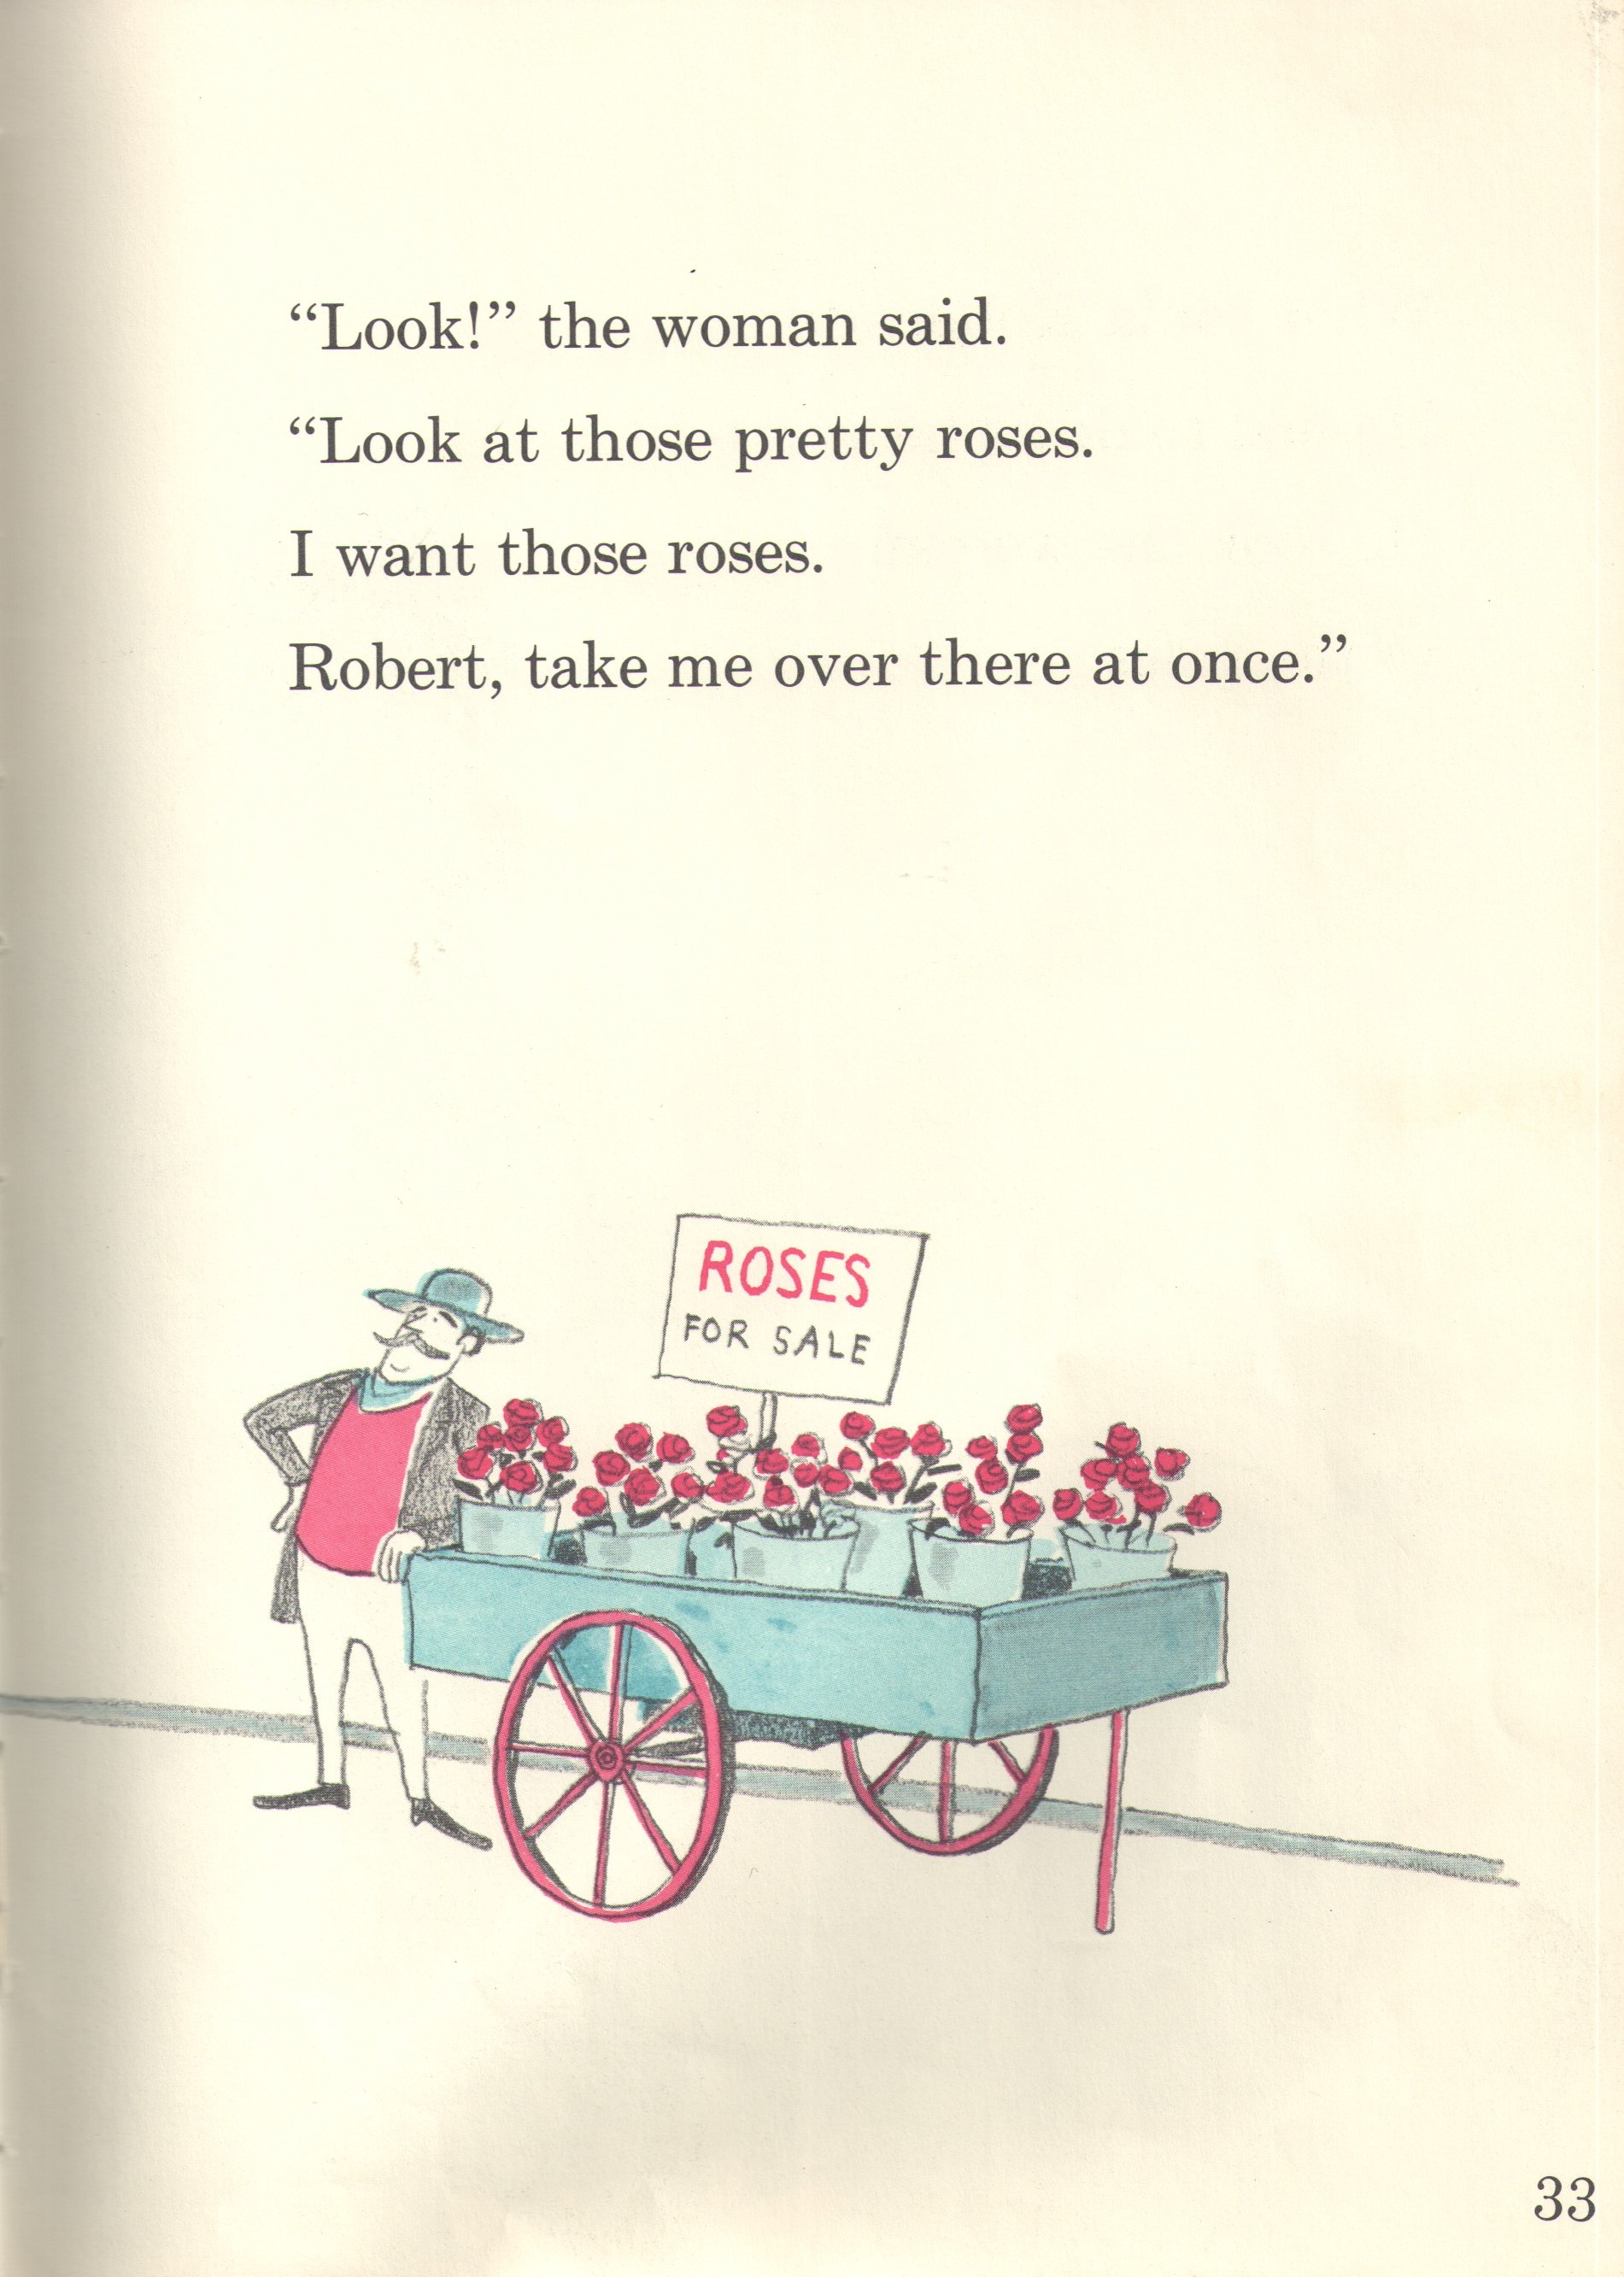 “Look!” the woman said.
“Look at those pretty roses.
I want those roses.
Robert, take me over there at once.”
ROSES
FOR SALE
33